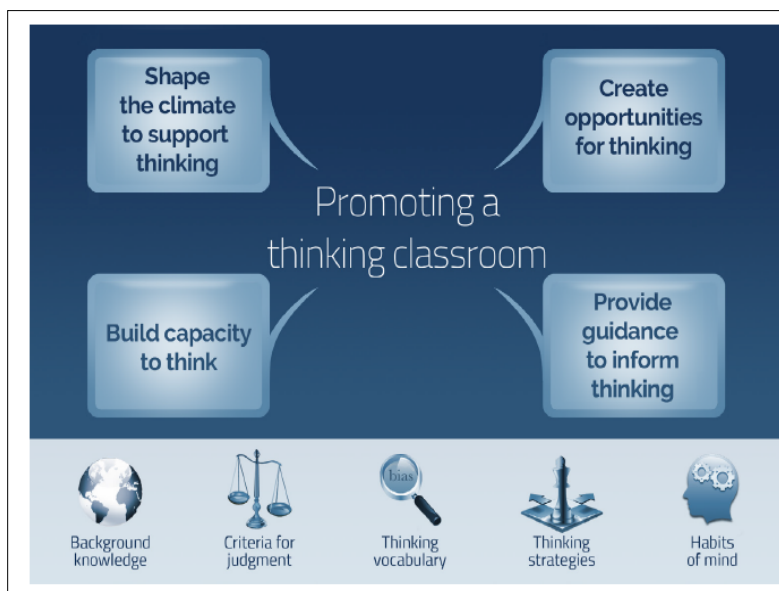 Shape
the climate
to support
thinking
Create
opportunities
for thinking
Promoting a
thinking classroom
Build capacity
to think
Provide
guidance
to inform
thinking
bias
Background
knowledge
Criteria for
judgment
Thinking
vocabulary
Thinking
strategies
Habits
of mind